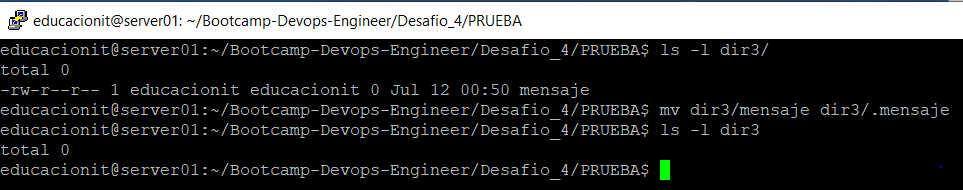 educacionit@server01: ~/Bootcamp-Devops-Engineer/Desafio_4/PRUEBA
educacionit@server01:~/Bootcamp-Devops-Engineer/Desafio_4/PRUEBA$ ls -l dir3/
total 0
-rw-r--r-- 1 educacionit educacionit 0 Jul 12 00:50 mensaje
educacionit@server01:~/Bootcamp-Devops-Engineer/Desafio_4/PRUEBA$ mv dir3/mensaje dir3/.mensaje
educacionit@server01:~/Bootcamp-Devops-Engineer/Desafio_4/PRUEBA$ ls -l dir3
total 0
educacionit@server01:~/Bootcamp-Devops-Engineer/Desafio_4/PRUEBA$